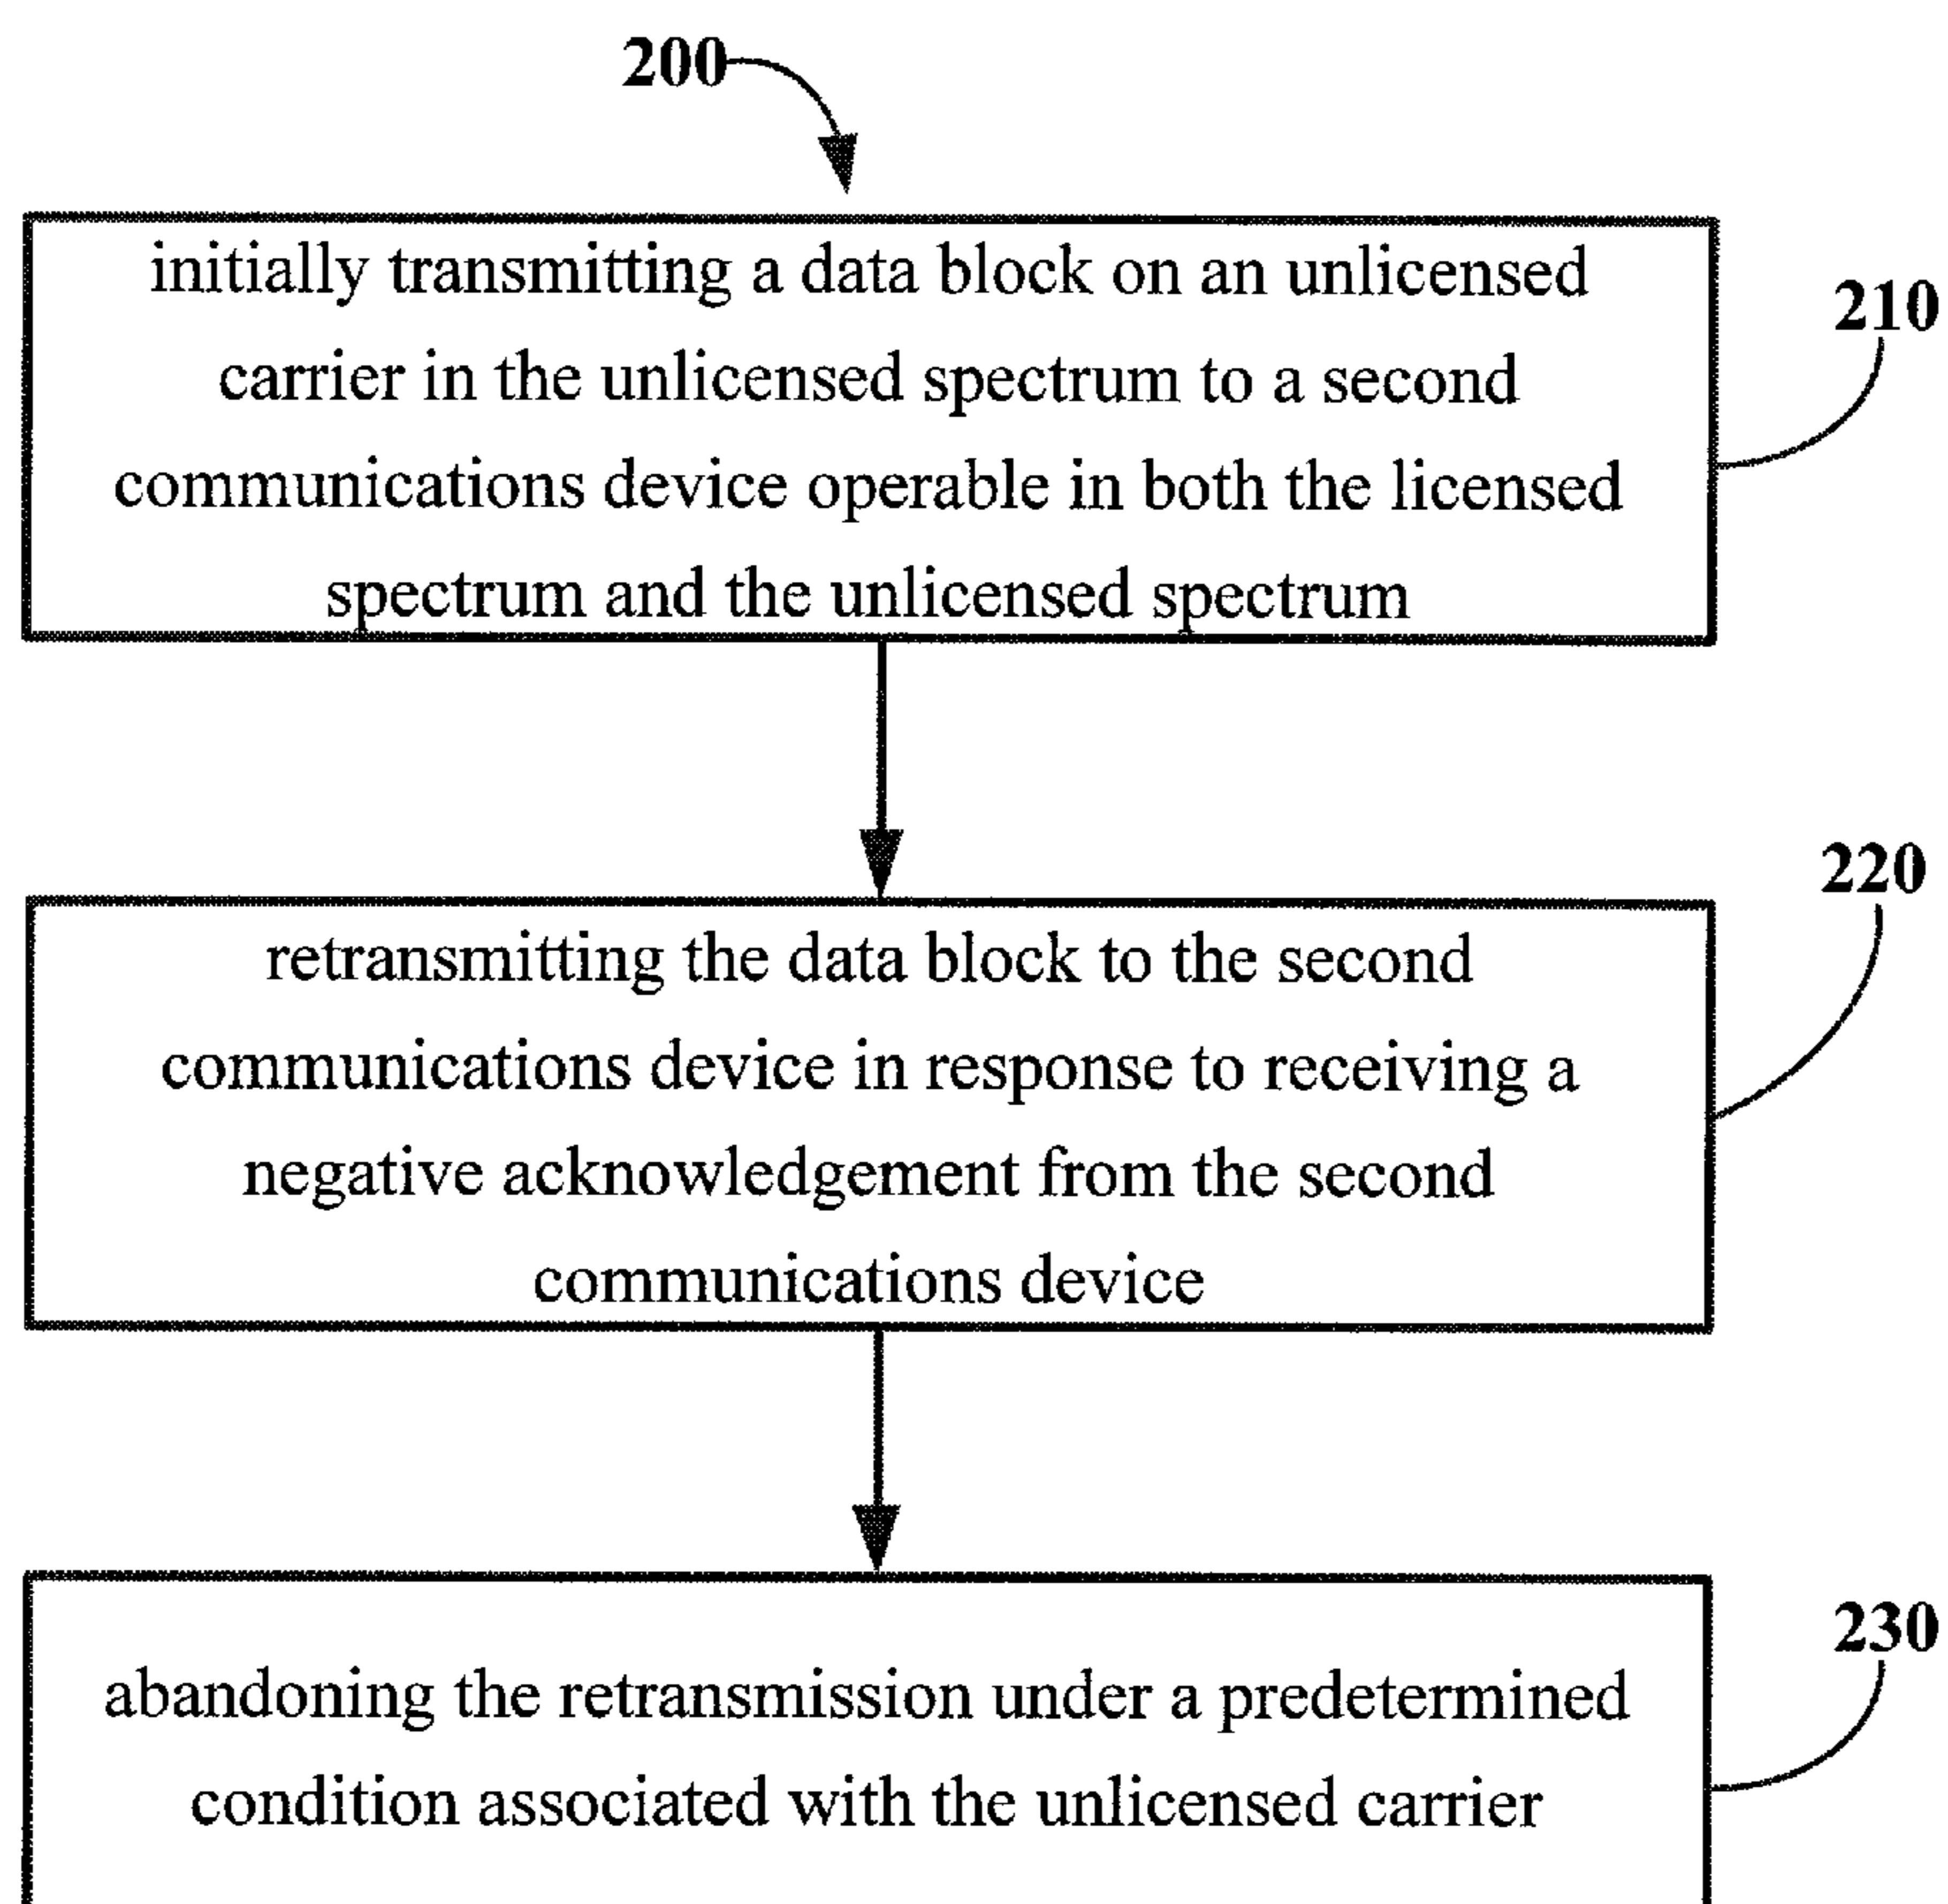 200
initially transmitting a data block on an unlicensed
carrier in the unlicensed spectrum to a second
communications device operable in both the licensed
spectrum and the unlicensed spectrum
210
retransmitting the data block to the second
communications device in response to receiving a
negative acknowledgement from the second
communications device
220
abandoning the retransmission under a predetermined
condition associated with the unlicensed carrier
230